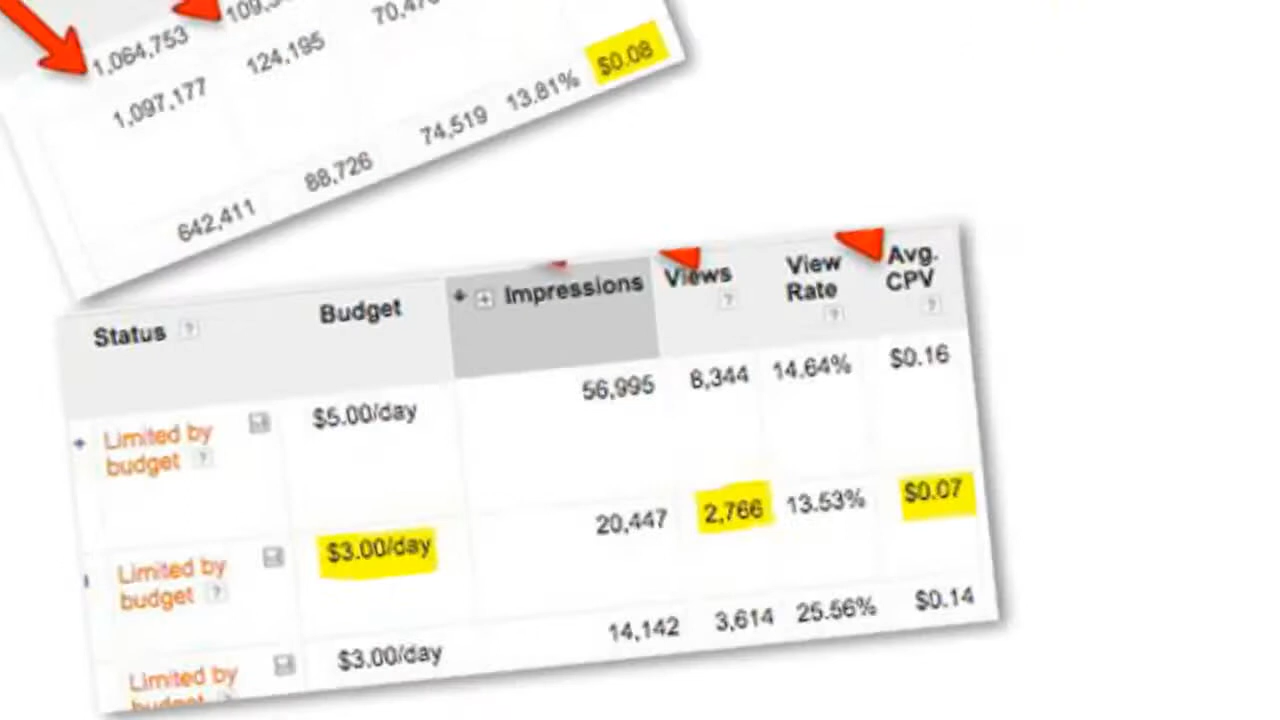 1,064,753 109,
1,097,177 124,195 70,47
642,411 88,726 74,519 13.81% $0.08
Status ? Budget + Impressions Views ? View Rate ? Avg. CPV ?
Limited by budget ? $5.00/day 56,995 8,344 14.64% $0.16
Limited by budget ? $3.00/day 20,447 2,766 13.53% $0.07
Limited by budget $3.00/day 14,142 3,614 25.56% $0.14